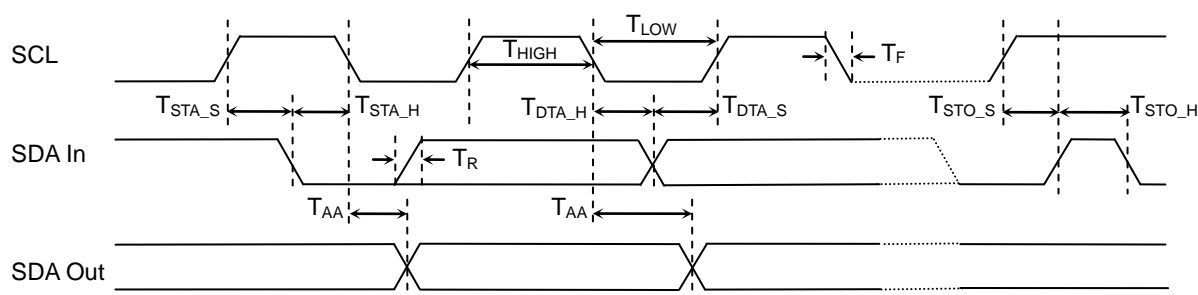 SCL
T_HIGH
T_LOW
T_F
T_STA_S
T_STA_H
T_DTA_H
T_DTA_S
T_STO_S
T_STO_H
SDA In
T_R
T_AA
T_AA
SDA Out